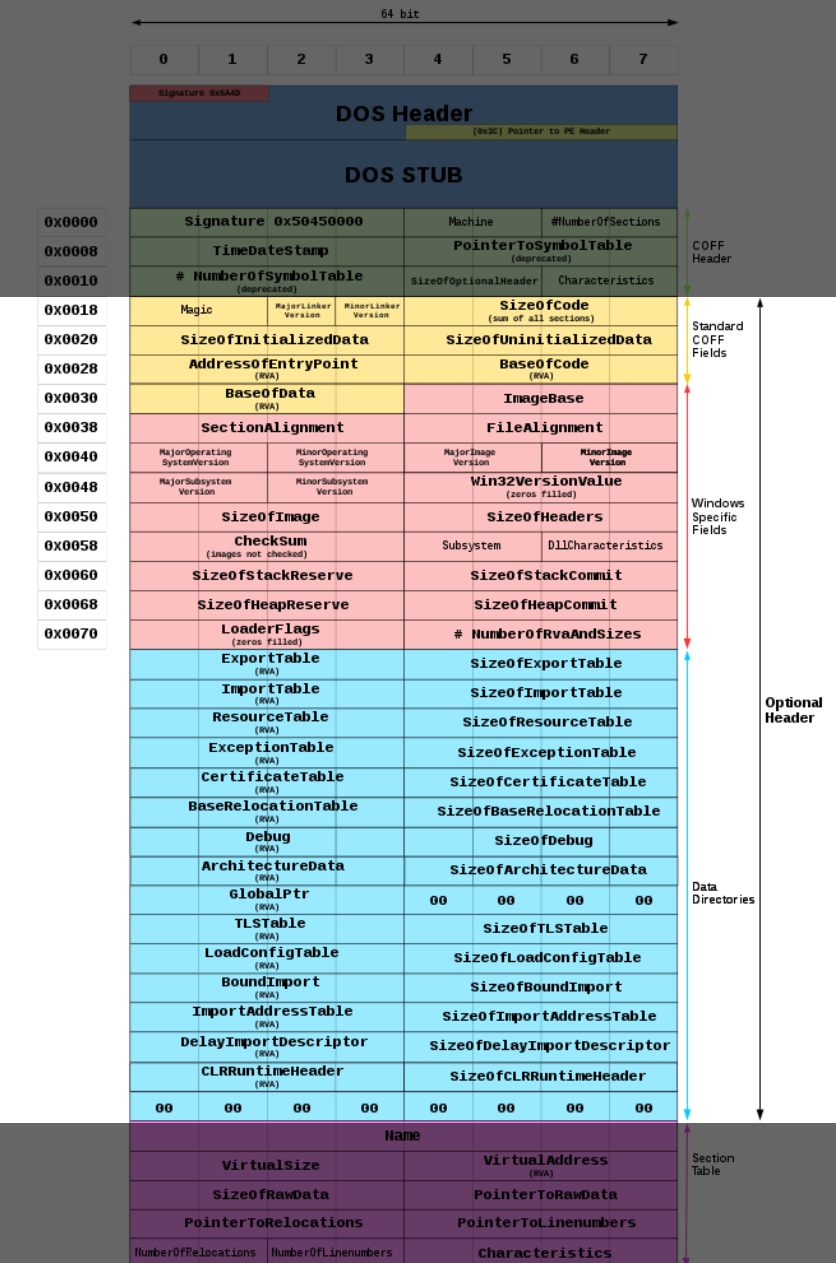 64 bit
0 1 2 3 4 5 6 7
Signature 0x5A4D
DOS Header
(0x3C) Pointer to PE Header
DOS STUB
0x0000 Signature 0x50450000 Machine #NumberOfSections
0x0008 TimeDateStamp PointerToSymbolTable
(deprecated)
COFF
Header
0x0010 # NumberOfSymbolTable SizeOfOptionalHeader Characteristics
(deprecated)
0x0018 Magic MajorLinker MinorLinker SizeOfCode
Version Version (sum of all sections)
Standard
COFF
Fields
0x0020 SizeOfInitializedData SizeOfUninitializedData
0x0028 AddressOfEntryPoint BaseOfCode
(RVA) (RVA)
0x0030 BaseOfData ImageBase
(RVA)
0x0038 SectionAlignment FileAlignment
0x0040 MajorOperating MinorOperating MajorImage MinorImage
SystemVersion SystemVersion Version Version
0x0048 MajorSubsystem MinorSubsystem Win32VersionValue
Version Version (zeros filled)
Windows
Specific
Fields
0x0050 SizeOfImage SizeOfHeaders
0x0058 CheckSum Subsystem DllCharacteristics
(images not checked)
0x0060 SizeOfStackReserve SizeOfStackCommit
0x0068 SizeOfHeapReserve SizeOfHeapCommit
0x0070 LoaderFlags # NumberOfRvaAndSizes
(zeros filled)
ExportTable SizeOfExportTable
(RVA)
ImportTable SizeOfImportTable
(RVA)
Optional
Header
ResourceTable SizeOfResourceTable
(RVA)
ExceptionTable SizeOfExceptionTable
(RVA)
CertificateTable SizeOfCertificateTable
(RVA)
BaseRelocationTable SizeOfBaseRelocationTable
(RVA)
Debug SizeOfDebug
(RVA)
ArchitectureData SizeOfArchitectureData
(RVA)
Data
Directories
GlobalPtr 00 00 00 00
(RVA)
TLSTable SizeOfTLSTable
(RVA)
LoadConfigTable SizeOfLoadConfigTable
(RVA)
BoundImport SizeOfBoundImport
(RVA)
ImportAddressTable SizeOfImportAddressTable
(RVA)
DelayImportDescriptor SizeOfDelayImportDescriptor
(RVA)
CLRRuntimeHeader SizeOfCLRRuntimeHeader
(RVA)
00 00 00 00 00 00 00 00
Name
VirtualSize VirtualAddress
(RVA)
Section
Table
SizeOfRawData PointerToRawData
PointerToRelocations PointerToLinenumbers
NumberOfRelocations NumberOfLinenumbers Characteristics